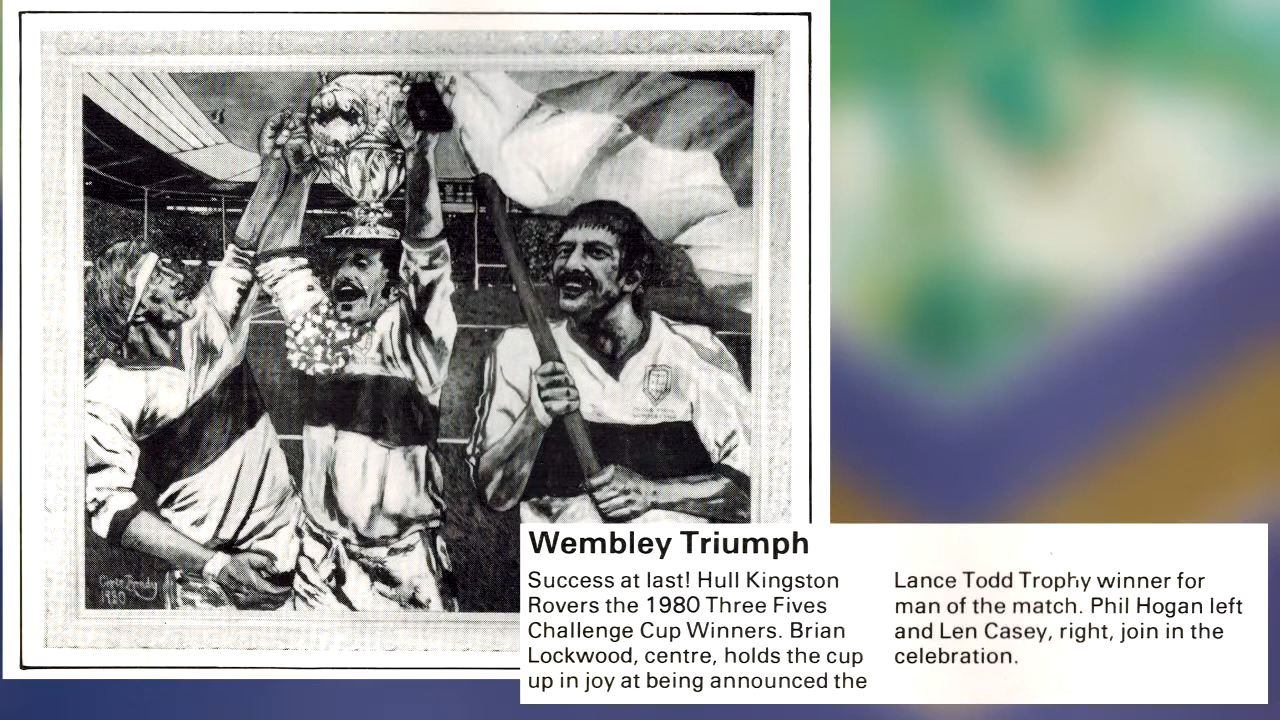 Wembley Triumph
Success at last! Hull Kingston
Rovers the 1980 Three Fives
Challenge Cup Winners. Brian
Lockwood, centre, holds the cup
up in joy at being announced the
Lance Todd Trophy winner for
man of the match. Phil Hogan left
and Len Casey, right, join in the
celebration.
1980